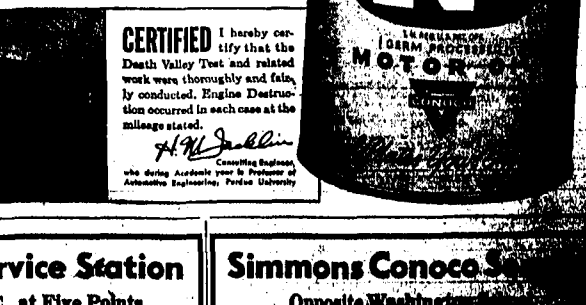 CERTIFIED I hereby cer-
tify that the
Death Valley Test and related
work were thoroughly and fair-
ly conducted. Engine Destruc-
tion occurred in each case at the
mileage stated.
H. M. Jacklin
Consulting Engineer,
who during Academic year is Professor of
Automotive Engineering, Purdue University
N
GERM PROCESSED
MOTOR
CONOCO
Station
at Five Points
Simmons Conoco
Opposite